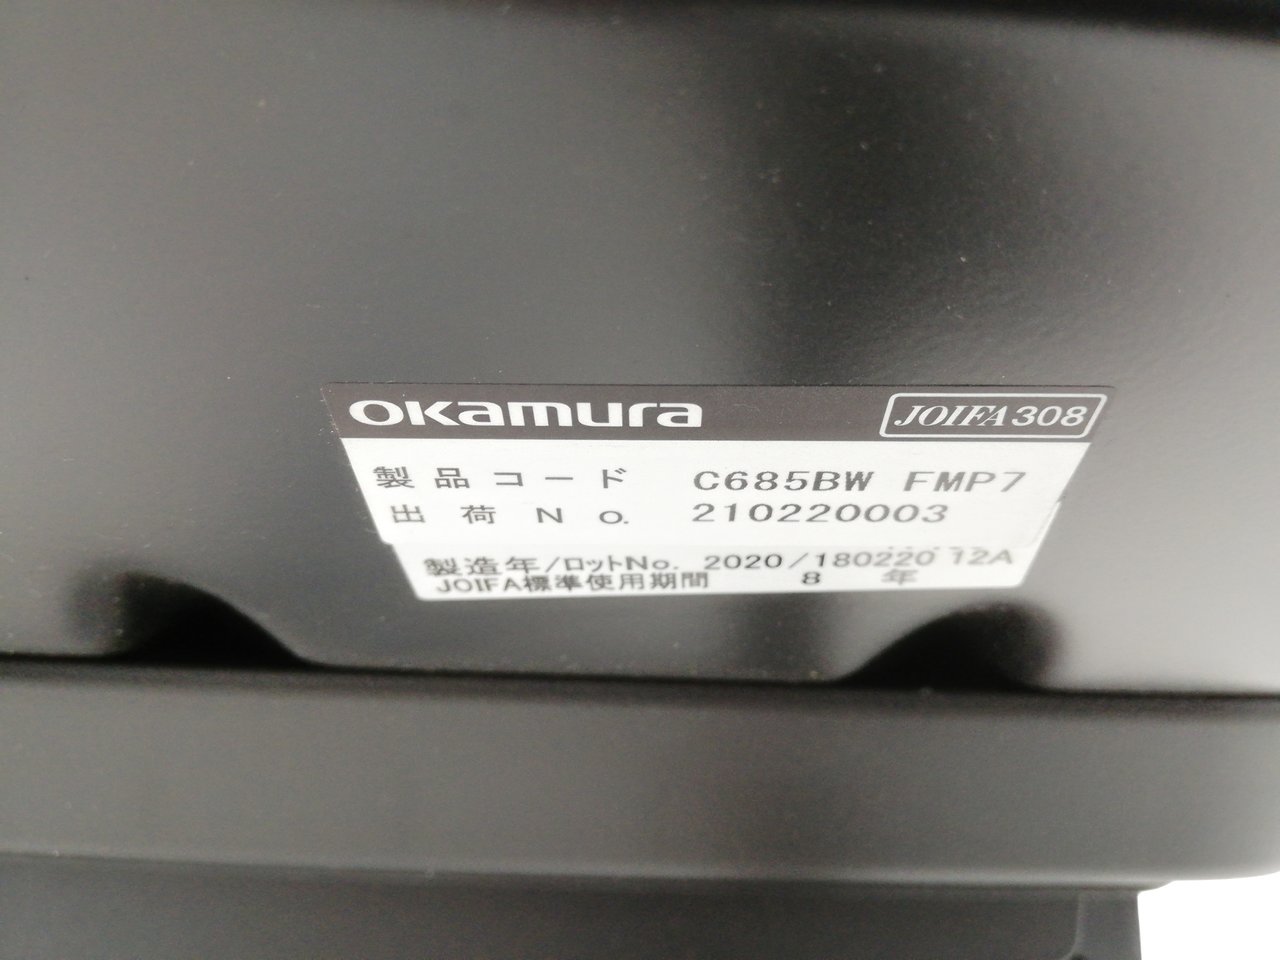 okamura JOIFA308
製品コード C685BW FMP7
出荷No. 210220003
製造年/ロットNo. 2020/180220 12A
JOIFA標準使用期間 8年